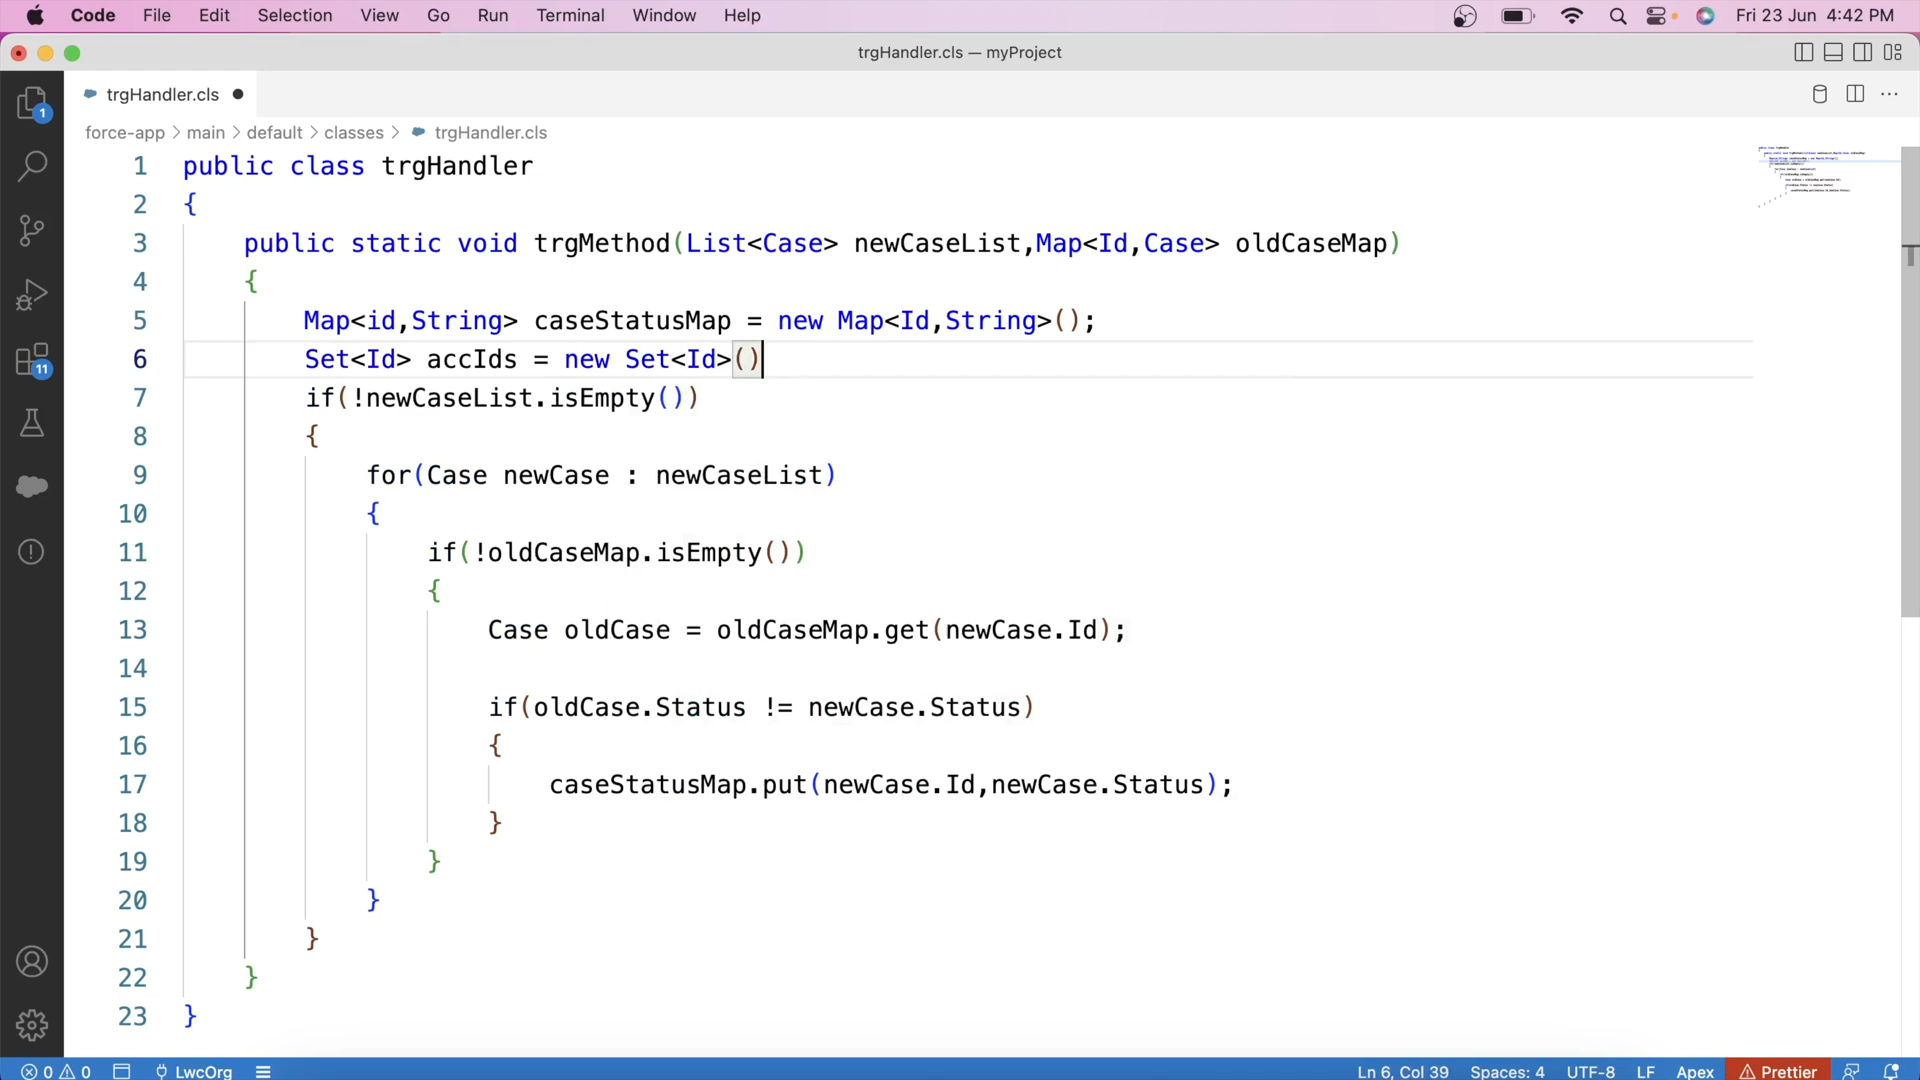 Code File Edit Selection View Go Run Terminal Window Help Fri 23 Jun 4:42 PM
trgHandler.cls — myProject
trgHandler.cls
force-app > main > default > classes > trgHandler.cls
1 public class trgHandler
2 {
3 public static void trgMethod(List<Case> newCaseList,Map<Id,Case> oldCaseMap)
4 {
5 Map<id,String> caseStatusMap = new Map<Id,String>();
6 Set<Id> accIds = new Set<Id>()
7 if(!newCaseList.isEmpty())
8 {
9 for(Case newCase : newCaseList)
10 {
11 if(!oldCaseMap.isEmpty())
12 {
13 Case oldCase = oldCaseMap.get(newCase.Id);
14
15 if(oldCase.Status != newCase.Status)
16 {
17 caseStatusMap.put(newCase.Id,newCase.Status);
18 }
19 }
20 }
21 }
22 }
23 }
1
11
0 0 LwcOrg Ln 6, Col 39 Spaces: 4 UTF-8 LF Apex Prettier